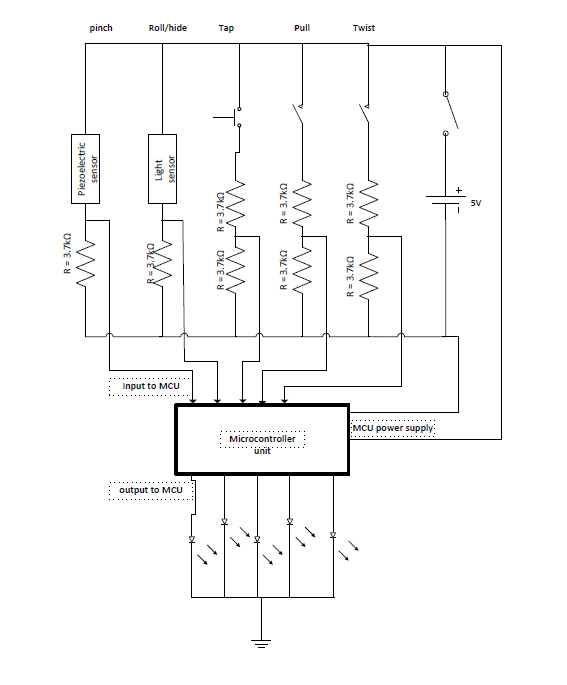 pinch Roll/hide Tap Pull Twist
Piezoelectric
sensor
Light
sensor
+
5V
R = 3.7kΩ
R = 3.7kΩ
R = 3.7kΩ
R = 3.7kΩ
R = 3.7kΩ
R = 3.7kΩ
R = 3.7kΩ
R = 3.7kΩ
Input to MCU
MCU power supply
Microcontroller
unit
output to MCU